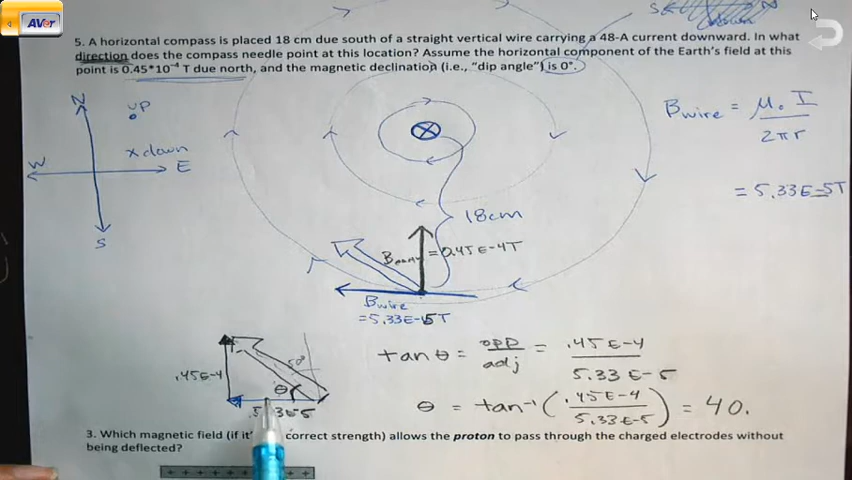 AVer
5. A horizontal compass is placed 18 cm due south of a straight vertical wire carrying a 48-A current downward. In what
direction does the compass needle point at this location? Assume the horizontal component of the Earth's field at this
point is 0.45*10⁻⁴ T due north, and the magnetic declination (i.e., "dip angle") is 0°.
S N
down
N
W E
S
• up
x down
18cm
B wire = μ₀ I / 2πr
= 5.33E-5T
= 0.45E-4T
B wire
= 5.33E-5T
.45E-4
50°
θ
tan θ = opp / adj = .45E-4 / 5.33E-5
θ = tan⁻¹ ( .45E-4 / 5.33E-5 ) = 40.
3. Which magnetic field (if it' correct strength) allows the proton to pass through the charged electrodes without
being deflected?
+ + + + + +